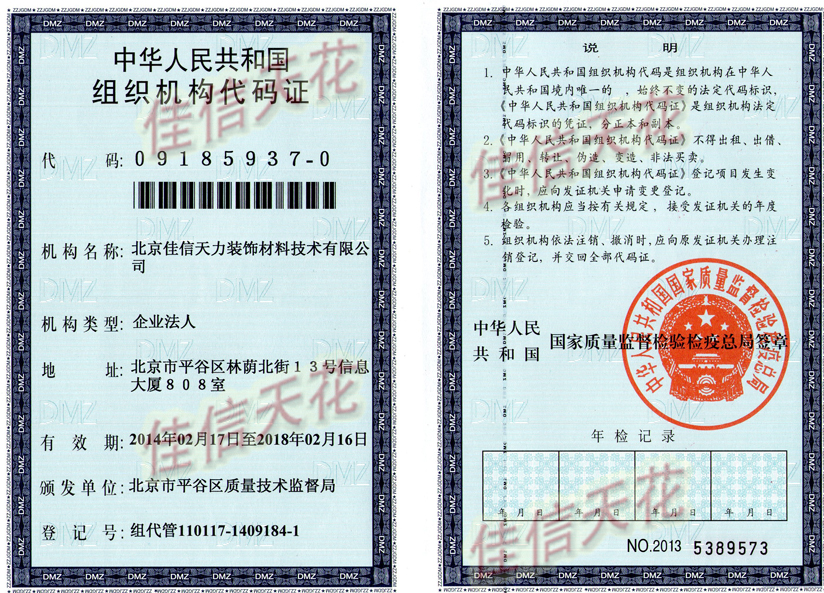 中华人民共和国
组织机构代码证
代 码: 09185937-0
机构名称: 北京佳信天力装饰材料技术有限公
司
机构类型: 企业法人
地 址: 北京市平谷区林荫北街13号信息
大厦808室
有 效 期: 2014年02月17日至2018年02月16日
颁发单位: 北京市平谷区质量技术监督局
登 记 号: 组代管110117-1409184-1
佳信天花
佳信天花
说 明
1. 中华人民共和国组织机构代码是组织机构在中华人
民共和国境内唯一的 、始终不变的法定代码标识,
《中华人民共和国组织机构代码证》是组织机构法定
代码标识的凭证, 分正本和副本。
2.《中华人民共和国组织机构代码证》不得出租、出借、
冒用、转让、伪造、变造、非法买卖。
3.《中华人民共和国组织机构代码证》登记项目发生变
化时, 应向发证机关申请变更登记。
4. 各组织机构应当按有关规定 , 接受发证机关的年度
检验。
5. 组织机构依法注销、撤消时, 应向原发证机关办理注
销登记, 并交回全部代码证。
中华人民
共和国 国家质量监督检验检疫总局签章
中华人民共和国国家质量监督检验检疫总局
年检记录
年 月 日 年 月 日 年 月 日 年 月 日
NO.2013 5389573
佳信天花
佳信天花